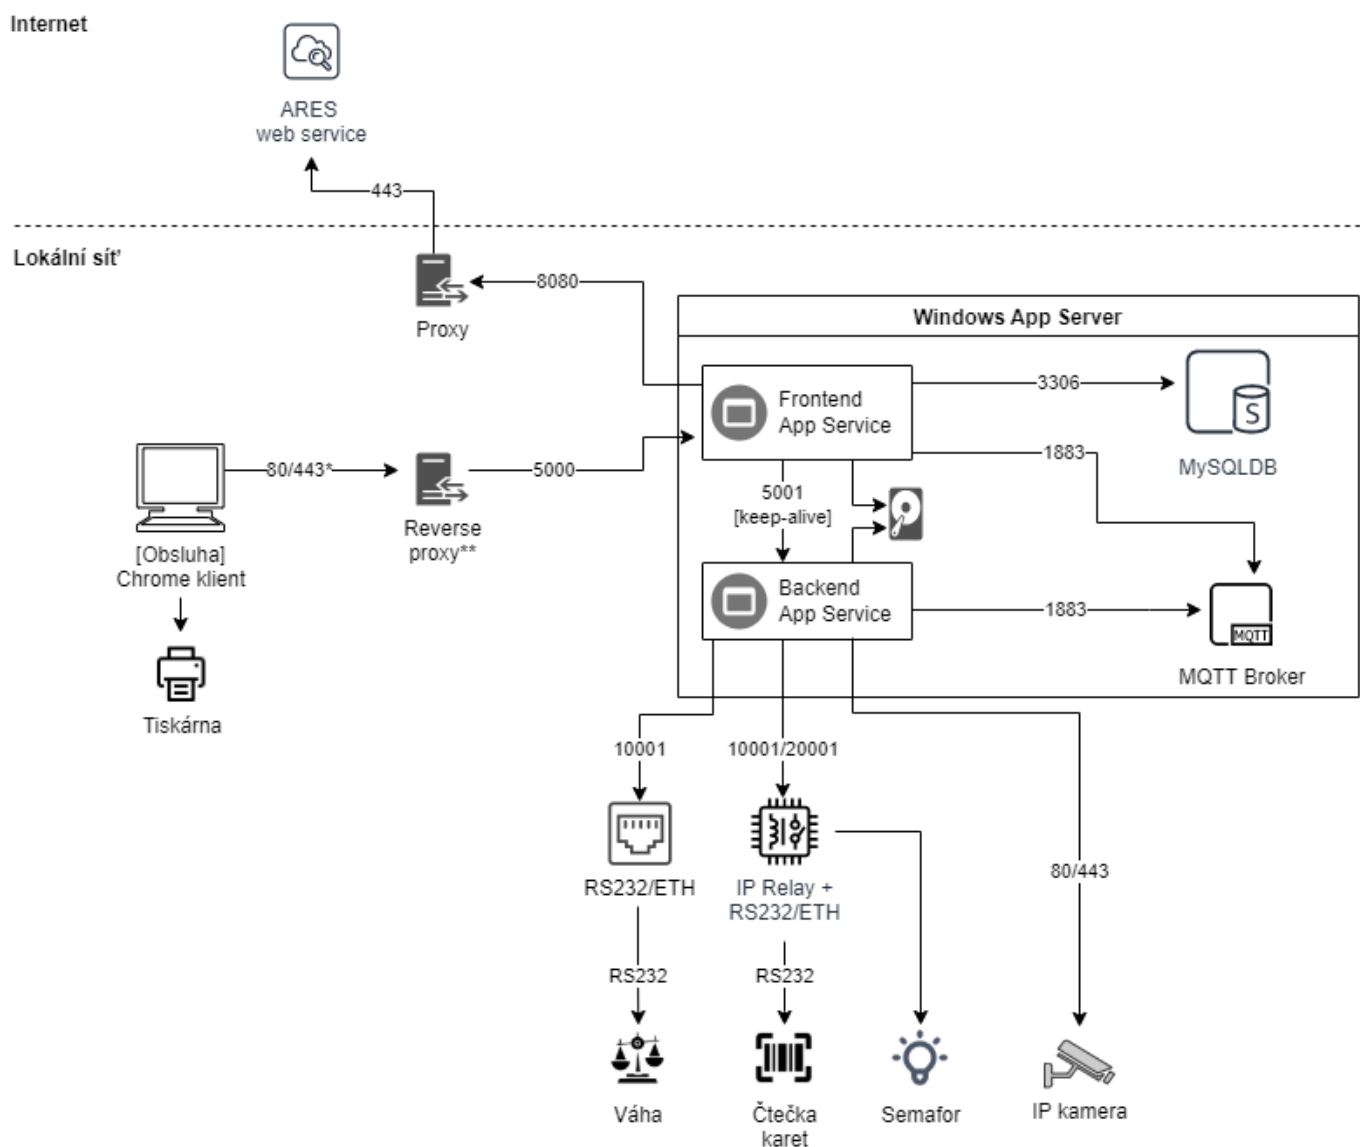 Internet
ARES
web service
443
Lokální síť
8080
Proxy
Windows App Server
Frontend
App Service
3306
MySQLDB
1883
80/443*
5000
5001
[keep-alive]
Reverse
proxy**
[Obsluha]
Chrome klient
Backend
App Service
1883
MQTT
MQTT Broker
S
Tiskárna
10001
10001/20001
80/443
RS232/ETH
IP Relay +
RS232/ETH
RS232
RS232
Váha
Čtečka
karet
Semafor
IP kamera